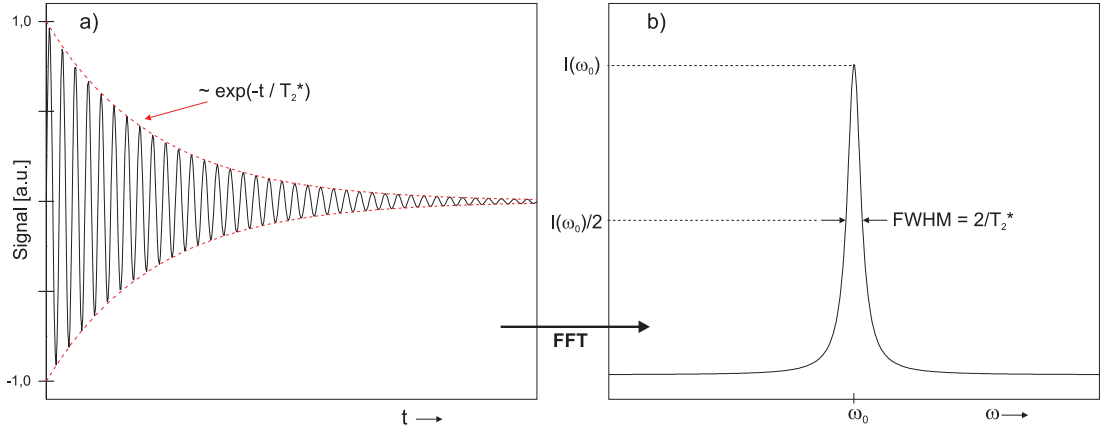 a)
1,0
~ exp(-t / T₂*)
Signal [a.u.]
-1,0
t
FFT
b)
I(ω₀)
I(ω₀)/2
FWHM = 2/T₂*
ω₀
ω